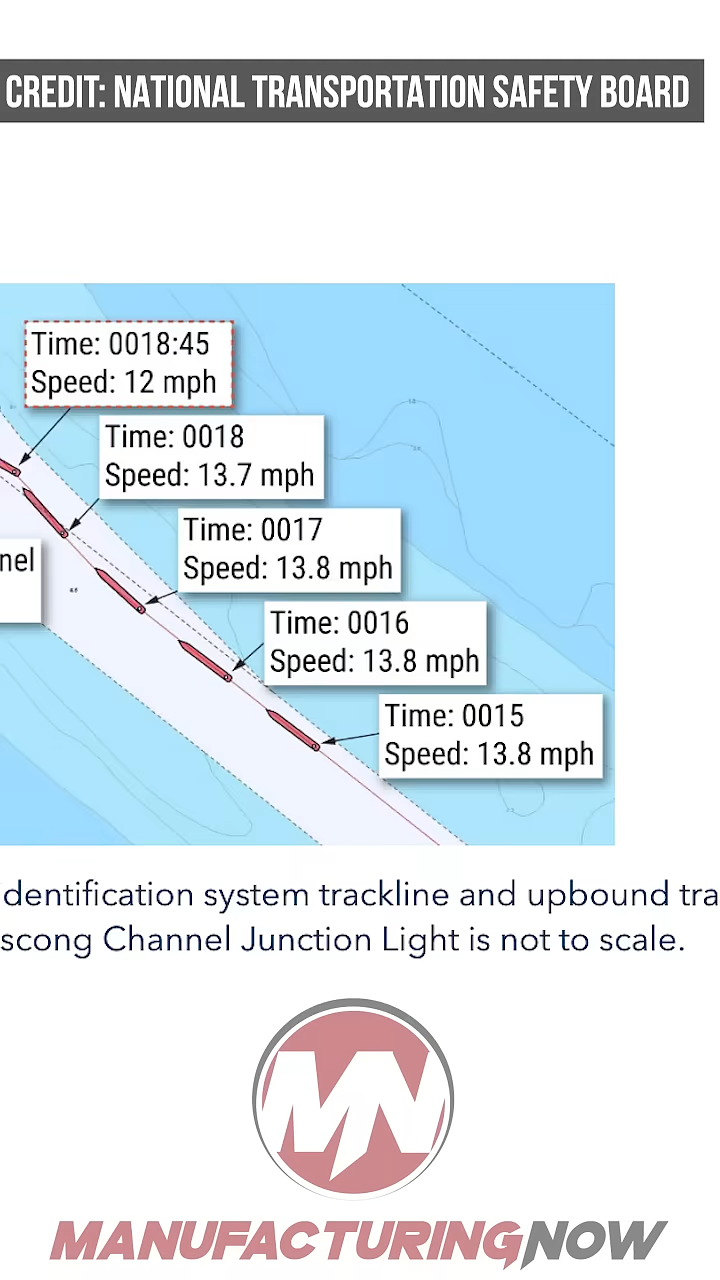 CREDIT: NATIONAL TRANSPORTATION SAFETY BOARD
Time: 0018:45
Speed: 12 mph
Time: 0018
Speed: 13.7 mph
Time: 0017
Speed: 13.8 mph
nel
Time: 0016
Speed: 13.8 mph
Time: 0015
Speed: 13.8 mph
dentification system trackline and upbound tra
scong Channel Junction Light is not to scale.
MN
MANUFACTURINGNOW